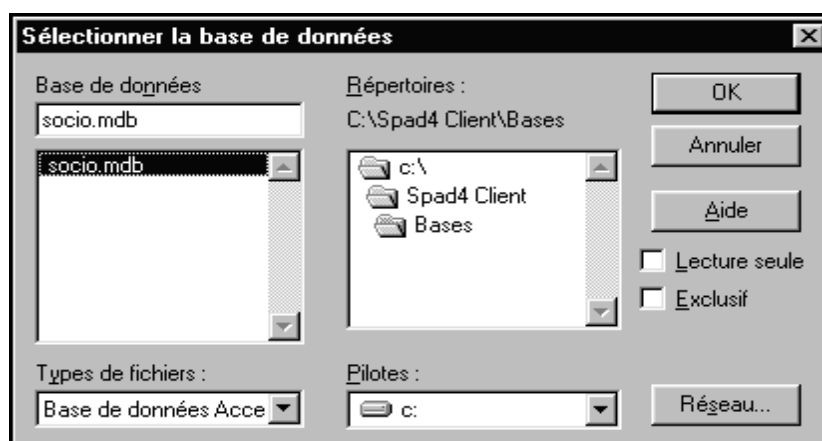 Sélectionner la base de données
Base de données
socio.mdb
socio.mdb
Types de fichiers :
Base de données Acce
Répertoires :
C:\Spad4 Client\Bases
c:\
Spad4 Client
Bases
Pilotes :
c:
OK
Annuler
Aide
Lecture seule
Exclusif
Réseau...